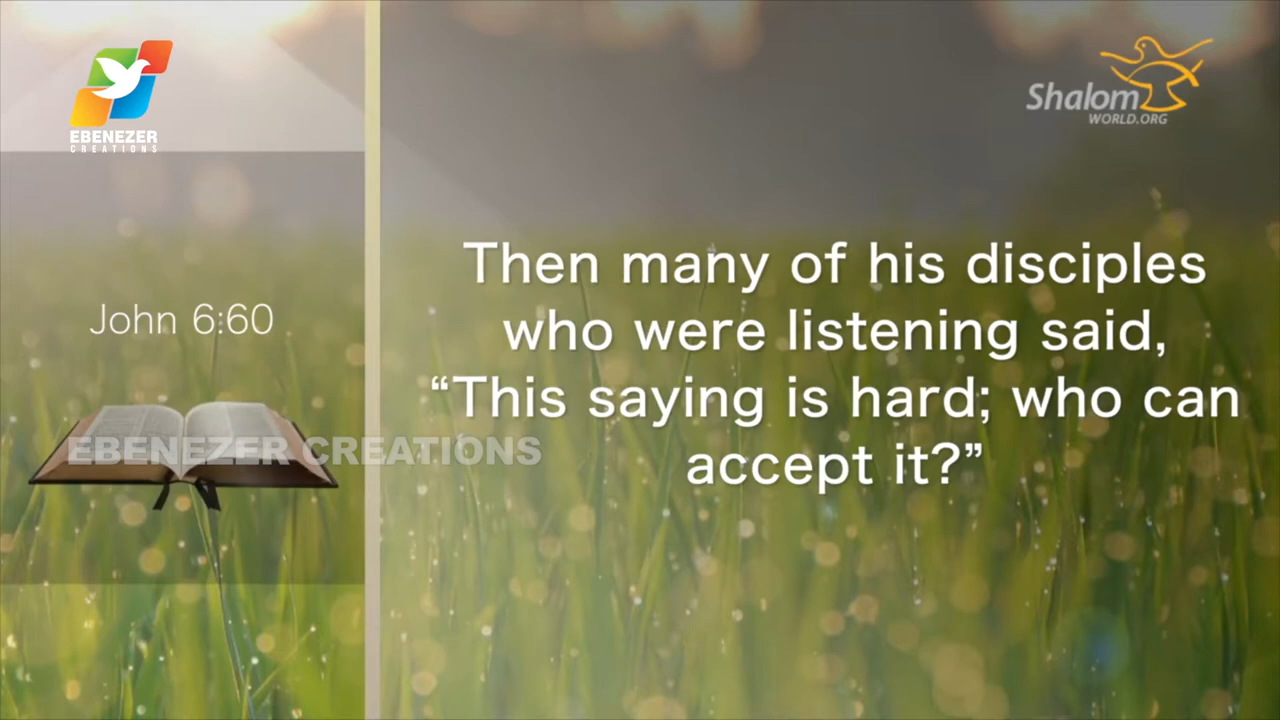 EBENEZER
CREATIONS
Shalom
WORLD.ORG
John 6:60
Then many of his disciples
who were listening said,
“This saying is hard; who can
accept it?”
EBENEZER CREATIONS